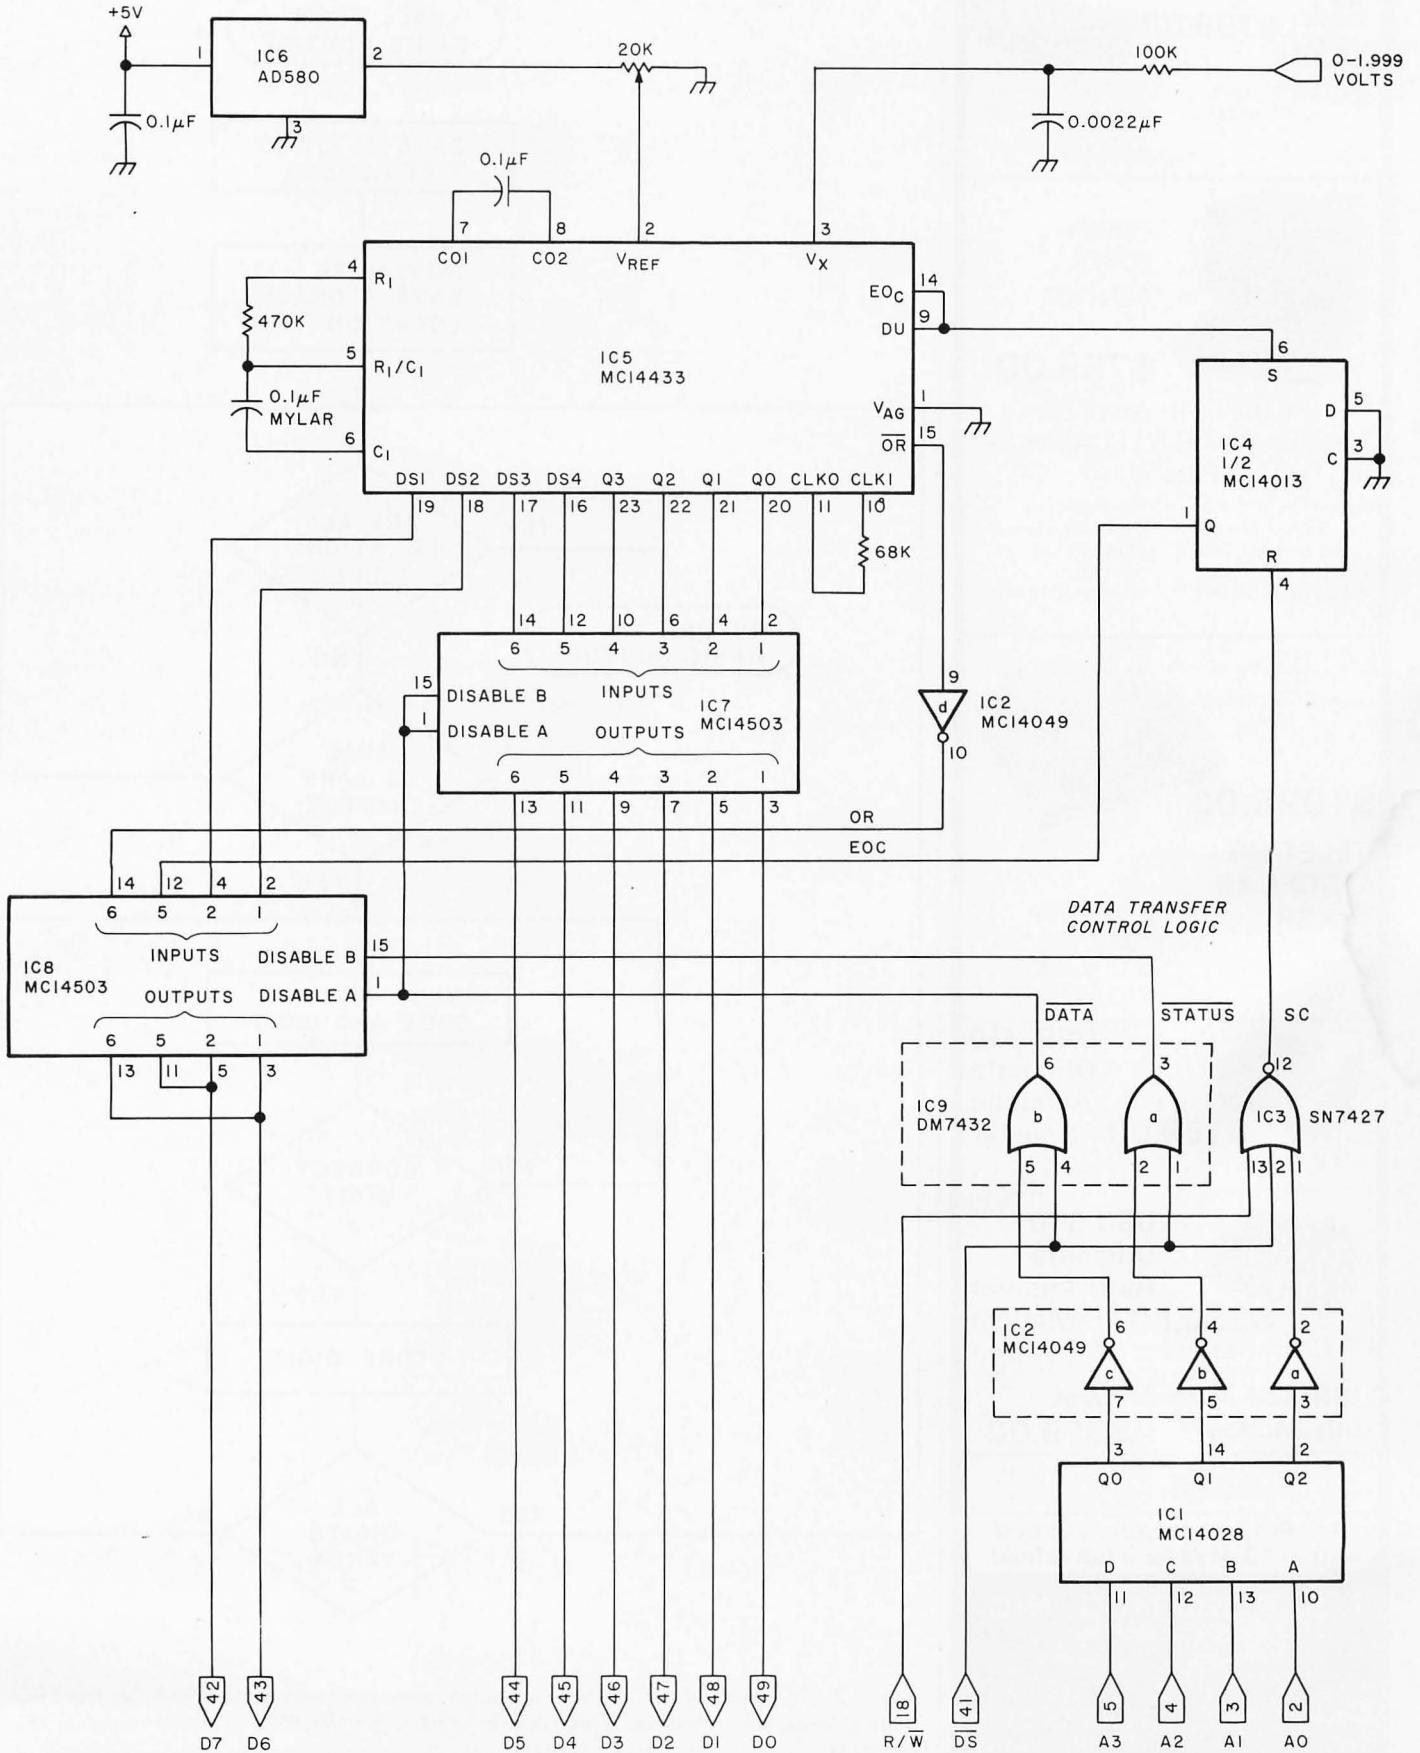 +5V
1
IC6
AD580
2
3
0.1µF
20K
100K
0-1.999
VOLTS
0.0022µF
0.1µF
7
8
2
3
CO1
CO2
VREF
VX
4
R1
470K
5
R1/C1
0.1µF
MYLAR
6
C1
IC5
MC14433
EOC
14
DU
9
VAG
1
OR
15
DS1
DS2
DS3
DS4
Q3
Q2
Q1
Q0
CLKO
CLKI
19
18
17
16
23
22
21
20
11
10
68K
6
S
D
5
IC4
1/2
MC14013
C
3
1
Q
R
4
14
12
10
6
4
2
6
5
4
3
2
1
15
DISABLE B
INPUTS
IC7
MC14503
1
DISABLE A
OUTPUTS
6
5
4
3
2
1
13
11
9
7
5
3
9
d
IC2
MC14049
10
OR
EOC
14
12
4
2
6
5
2
1
INPUTS
DISABLE B
15
IC8
MC14503
OUTPUTS
DISABLE A
1
6
5
2
1
13
11
5
3
DATA TRANSFER
CONTROL LOGIC
DATA
STATUS
SC
6
3
12
IC9
DM7432
b
a
IC3
SN7427
5
4
2
1
13
2
1
IC2
MC14049
6
4
2
c
b
a
7
5
3
3
14
2
Q0
Q1
Q2
IC1
MC14028
D
C
B
A
11
12
13
10
42
43
44
45
46
47
48
49
18
41
5
4
3
2
D7
D6
D5
D4
D3
D2
D1
D0
R/W
DS
A3
A2
A1
A0